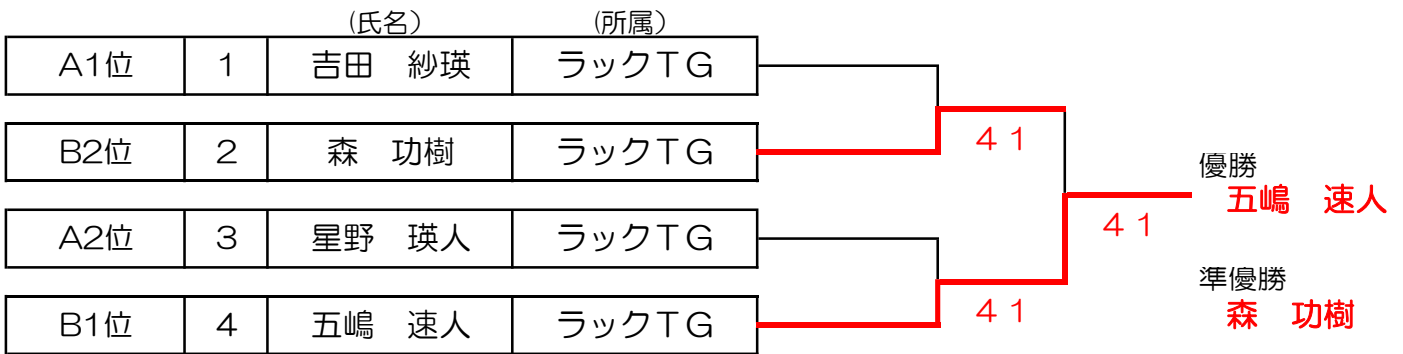 (氏名) (所属)
A1位 1 吉田 紗瑛 ラックTG
B2位 2 森 功樹 ラックTG
41
優勝
五嶋 速人
A2位 3 星野 瑛人 ラックTG
41
準優勝
B1位 4 五嶋 速人 ラックTG
41
森 功樹